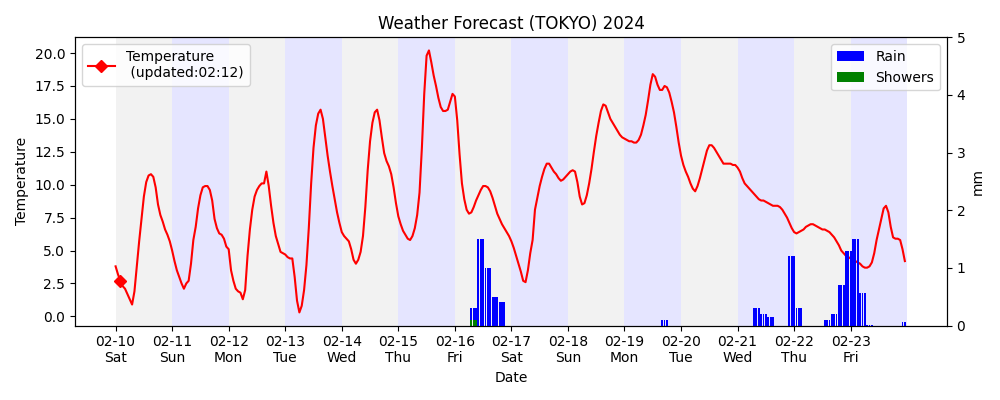 Weather Forecast (TOKYO) 2024
Temperature
(updated:02:12)
Rain
Showers
Temperature
20.0
17.5
15.0
12.5
10.0
7.5
5.0
2.5
0.0
5
4
3
2
1
0
mm
02-10 02-11 02-12 02-13 02-14 02-15 02-16 02-17 02-18 02-19 02-20 02-21 02-22 02-23
Sat Sun Mon Tue Wed Thu Fri Sat Sun Mon Tue Wed Thu Fri
Date